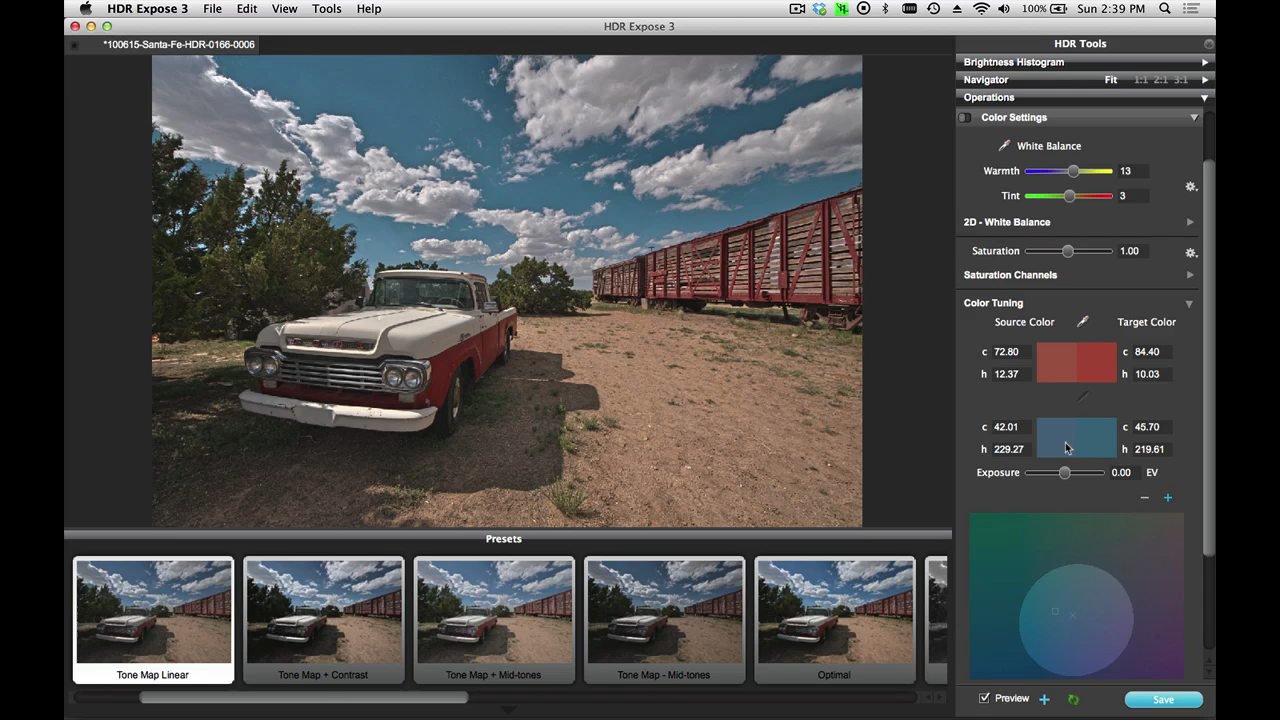 HDR Expose 3 File Edit View Tools Help 100% Sun 2:39 PM
HDR Expose 3
*100615-Santa-Fe-HDR-0166-0006
HDR Tools
Brightness Histogram
Navigator Fit 1:1 2:1 3:1
Operations
Color Settings
White Balance
Warmth 13
Tint 3
2D - White Balance
Saturation 1.00
Saturation Channels
Color Tuning
Source Color Target Color
c 72.80 c 84.40
h 12.37 h 10.03
c 42.01 c 45.70
h 229.27 h 219.61
Exposure 0.00 EV
Presets
Tone Map Linear
Tone Map + Contrast
Tone Map + Mid-tones
Tone Map - Mid-tones
Optimal
Preview
Save